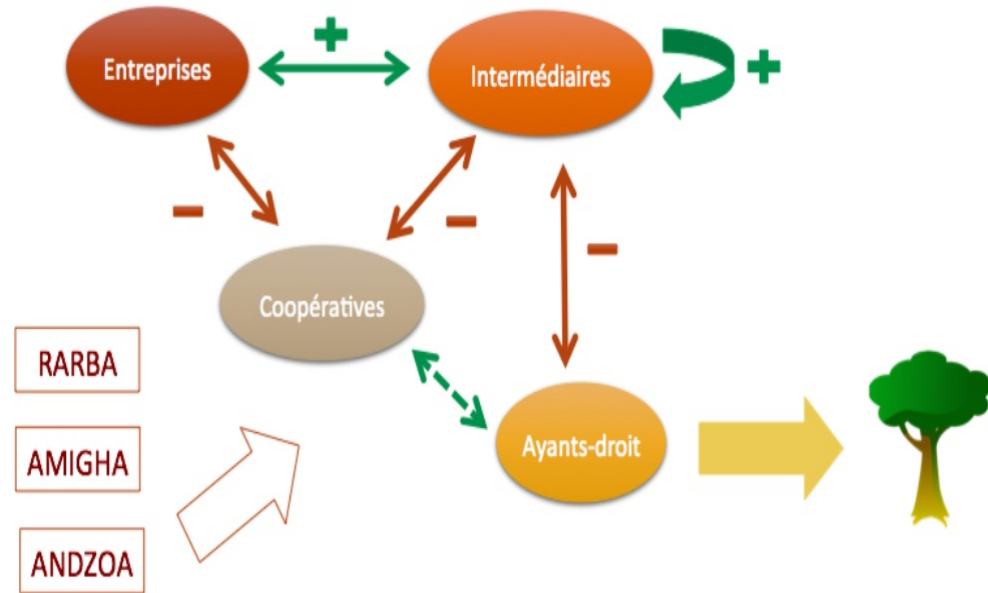 +
Entreprises
Intermédiaires
+
-
-
-
Coopératives
RARBA
AMIGHA
Ayants-droit
ANDZOA